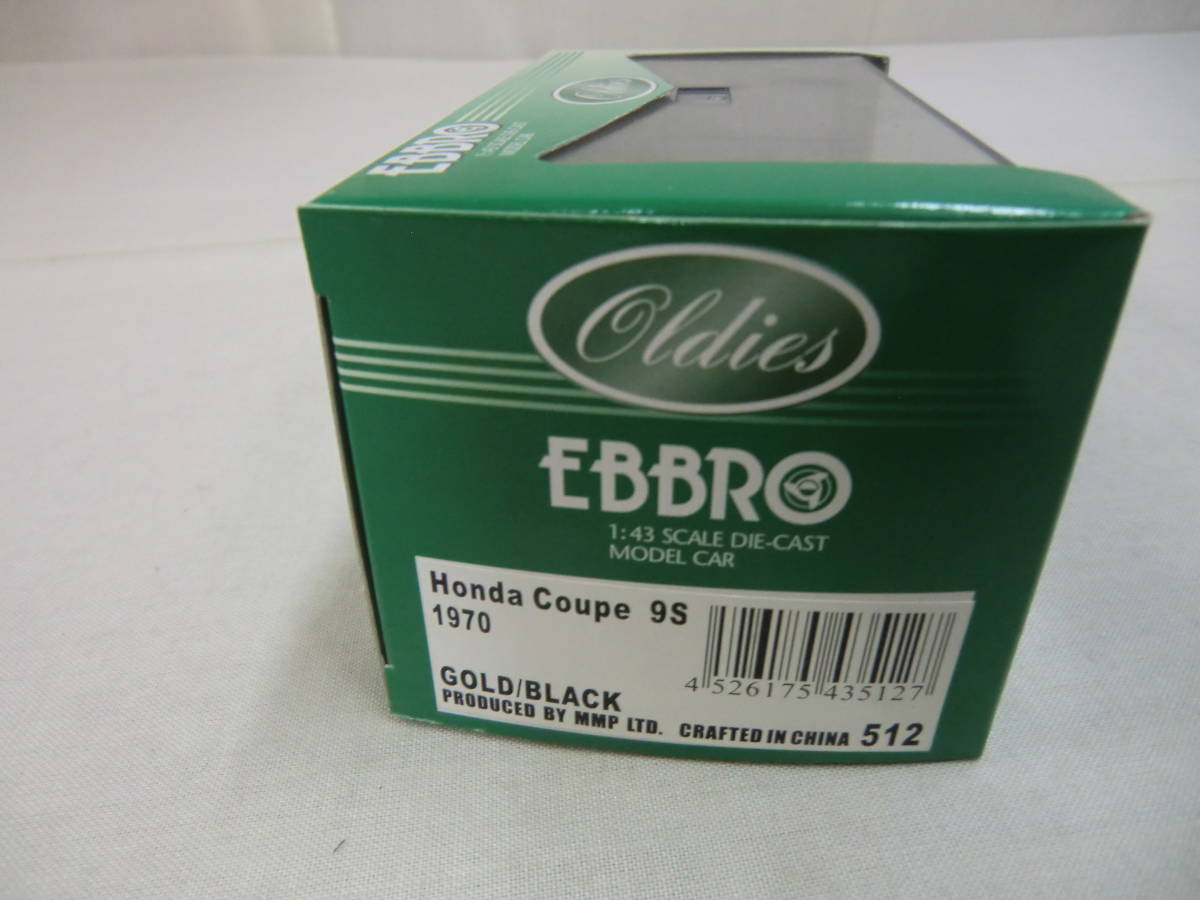 Oldies
EBBRO
Oldies
EBBRO
1:43 SCALE DIE-CAST
MODEL CAR
Honda Coupe 9S
1970
GOLD/BLACK
4 526175 435127
PRODUCED BY MMP LTD. CRAFTED IN CHINA 512